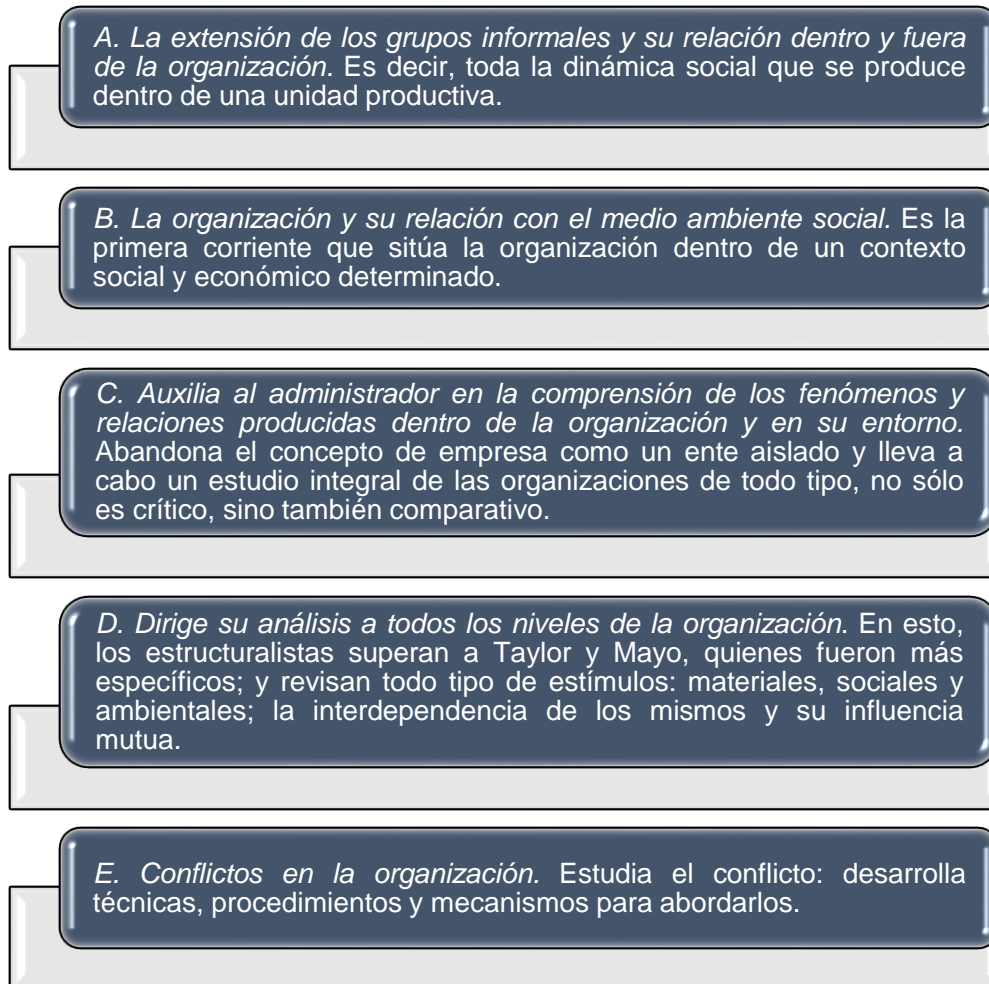 A. La extensión de los grupos informales y su relación dentro y fuera
de la organización. Es decir, toda la dinámica social que se produce
dentro de una unidad productiva.
B. La organización y su relación con el medio ambiente social. Es la
primera corriente que sitúa la organización dentro de un contexto
social y económico determinado.
C. Auxilia al administrador en la comprensión de los fenómenos y
relaciones producidas dentro de la organización y en su entorno.
Abandona el concepto de empresa como un ente aislado y lleva a
cabo un estudio integral de las organizaciones de todo tipo, no sólo
es crítico, sino también comparativo.
D. Dirige su análisis a todos los niveles de la organización. En esto,
los estructuralistas superan a Taylor y Mayo, quienes fueron más
específicos; y revisan todo tipo de estímulos: materiales, sociales y
ambientales; la interdependencia de los mismos y su influencia
mutua.
E. Conflictos en la organización. Estudia el conflicto: desarrolla
técnicas, procedimientos y mecanismos para abordarlos.